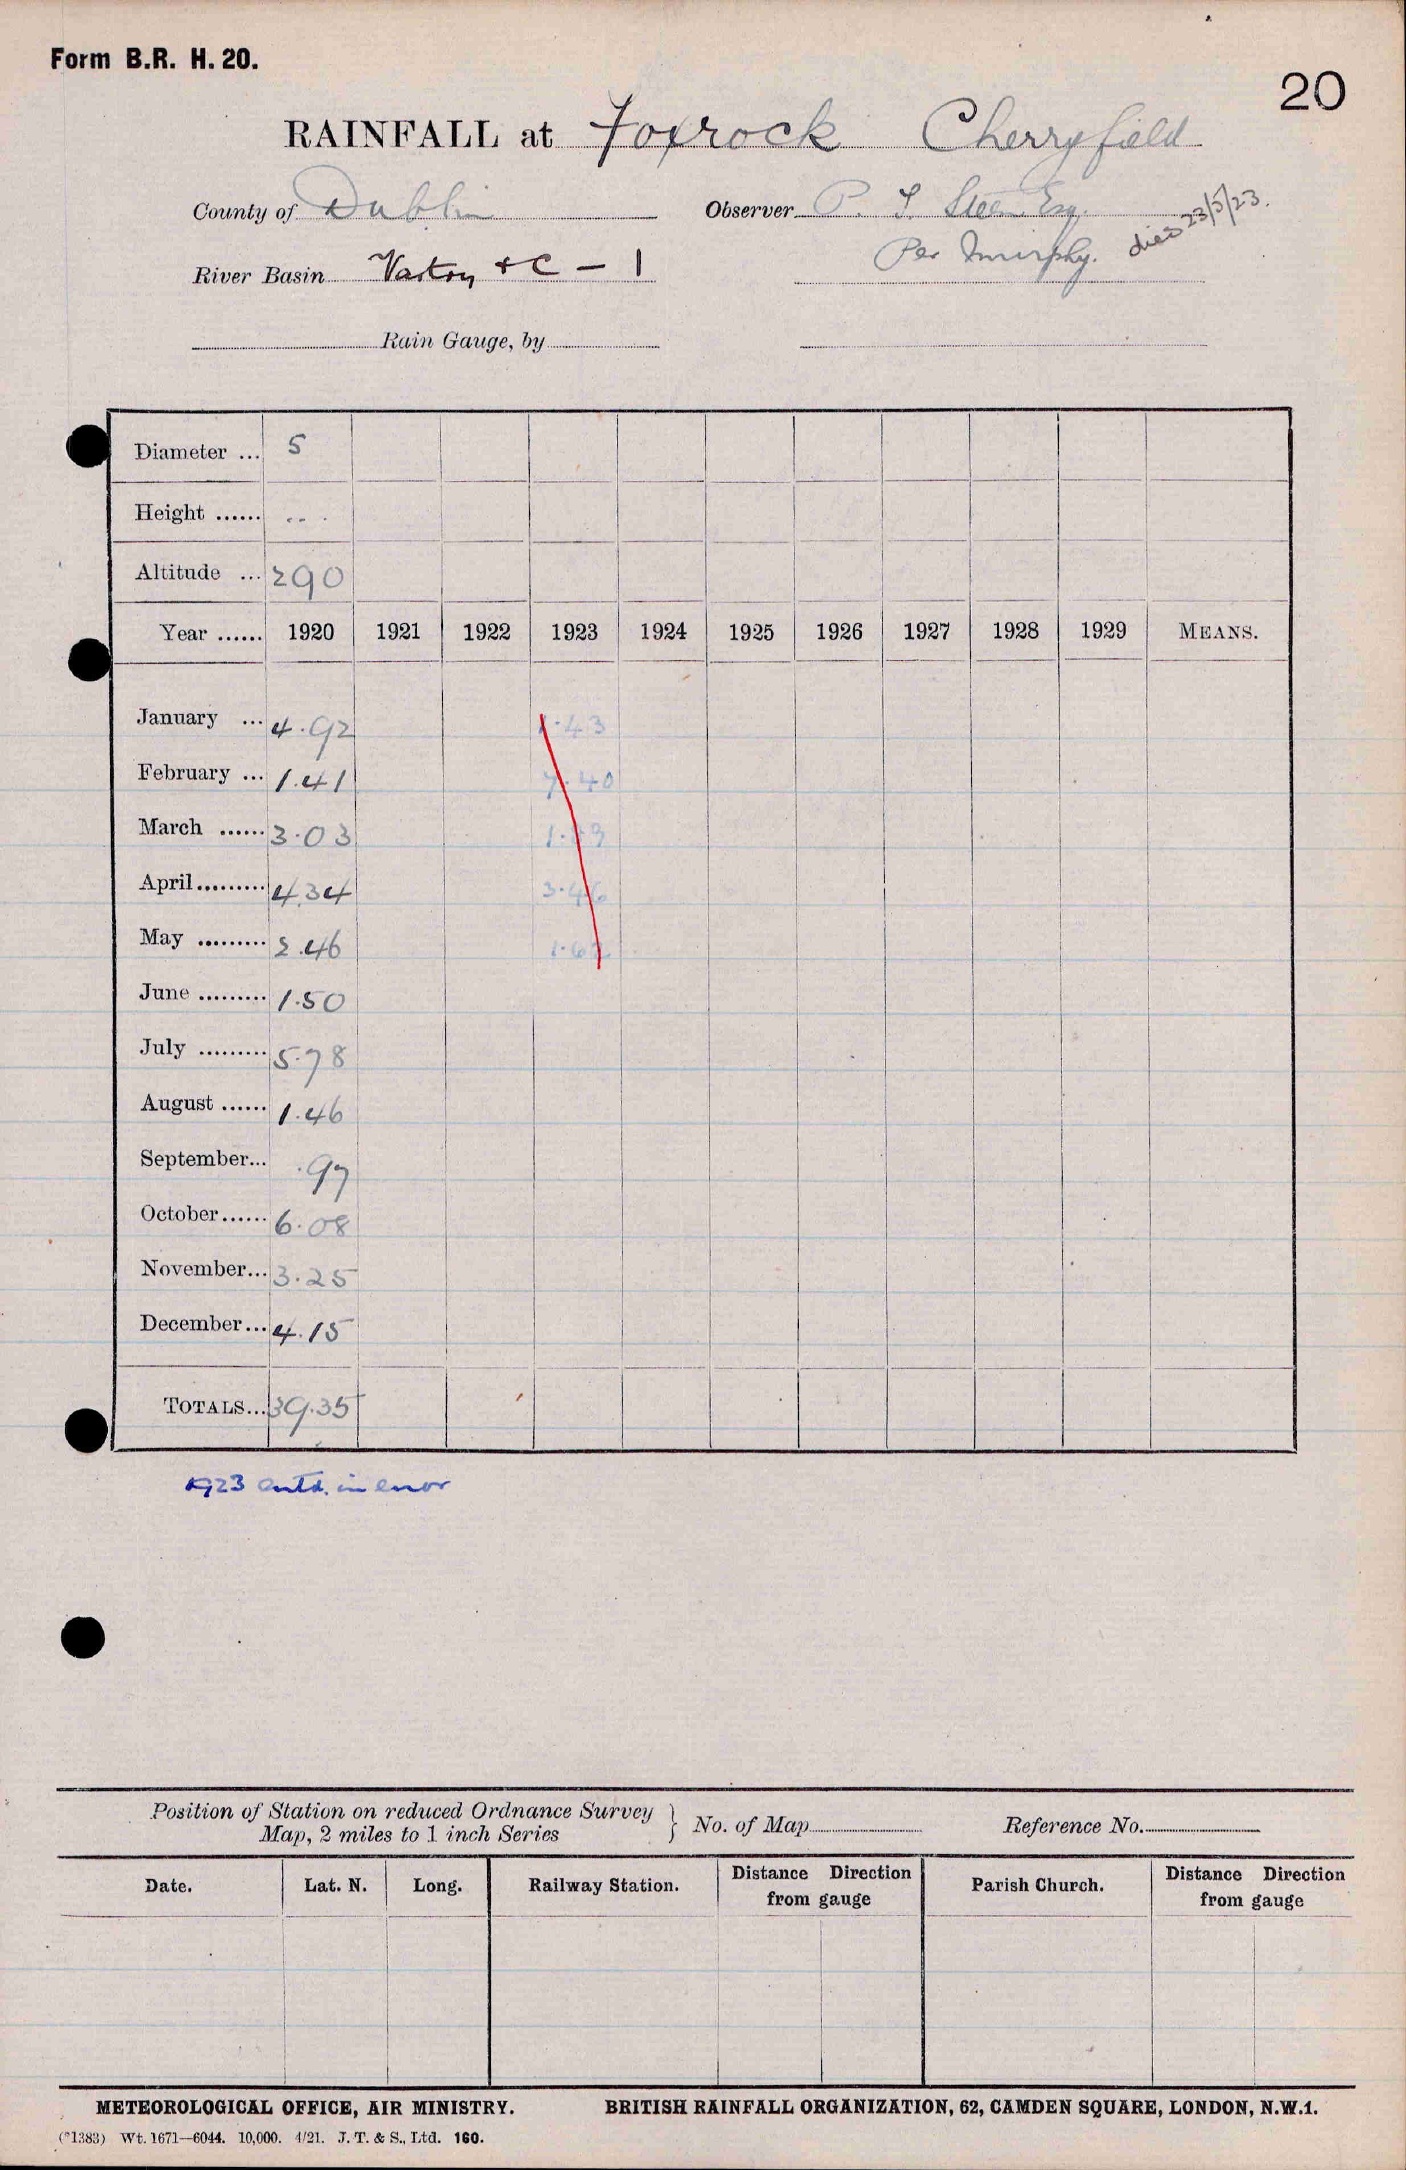 Form B.R. H. 20.
20
RAINFALL at Foxrock Cherryfield
County of Dublin Observer P. T. Steen Esq.
Per Murphy. died 23/5/23.
River Basin Vartry & C - 1
Rain Gauge, by
Diameter ... 5
Height ...... ...
Altitude ... 290
Year ...... 1920 1921 1922 1923 1924 1925 1926 1927 1928 1929 MEANS.
January ... 4.92 1.43
February ... 1.41 7.40
March ...... 3.03
April......... 4.34 3.46
May ......... 2.46 1.62
June ......... 1.50
July ......... 5.78
August ...... 1.46
September... .97
October...... 6.08
November... 3.25
December... 4.15
TOTALS... 39.35
1923 entd. in error
Position of Station on reduced Ordnance Survey
Map, 2 miles to 1 inch Series } No. of Map Reference No.
Date. Lat. N. Long. Railway Station. Distance Direction from gauge Parish Church. Distance Direction from gauge
METEOROLOGICAL OFFICE, AIR MINISTRY. BRITISH RAINFALL ORGANIZATION, 62, CAMDEN SQUARE, LONDON, N.W.1.
(*1383) Wt. 1671—6044. 10,000. 4/21. J. T. & S., Ltd. 160.